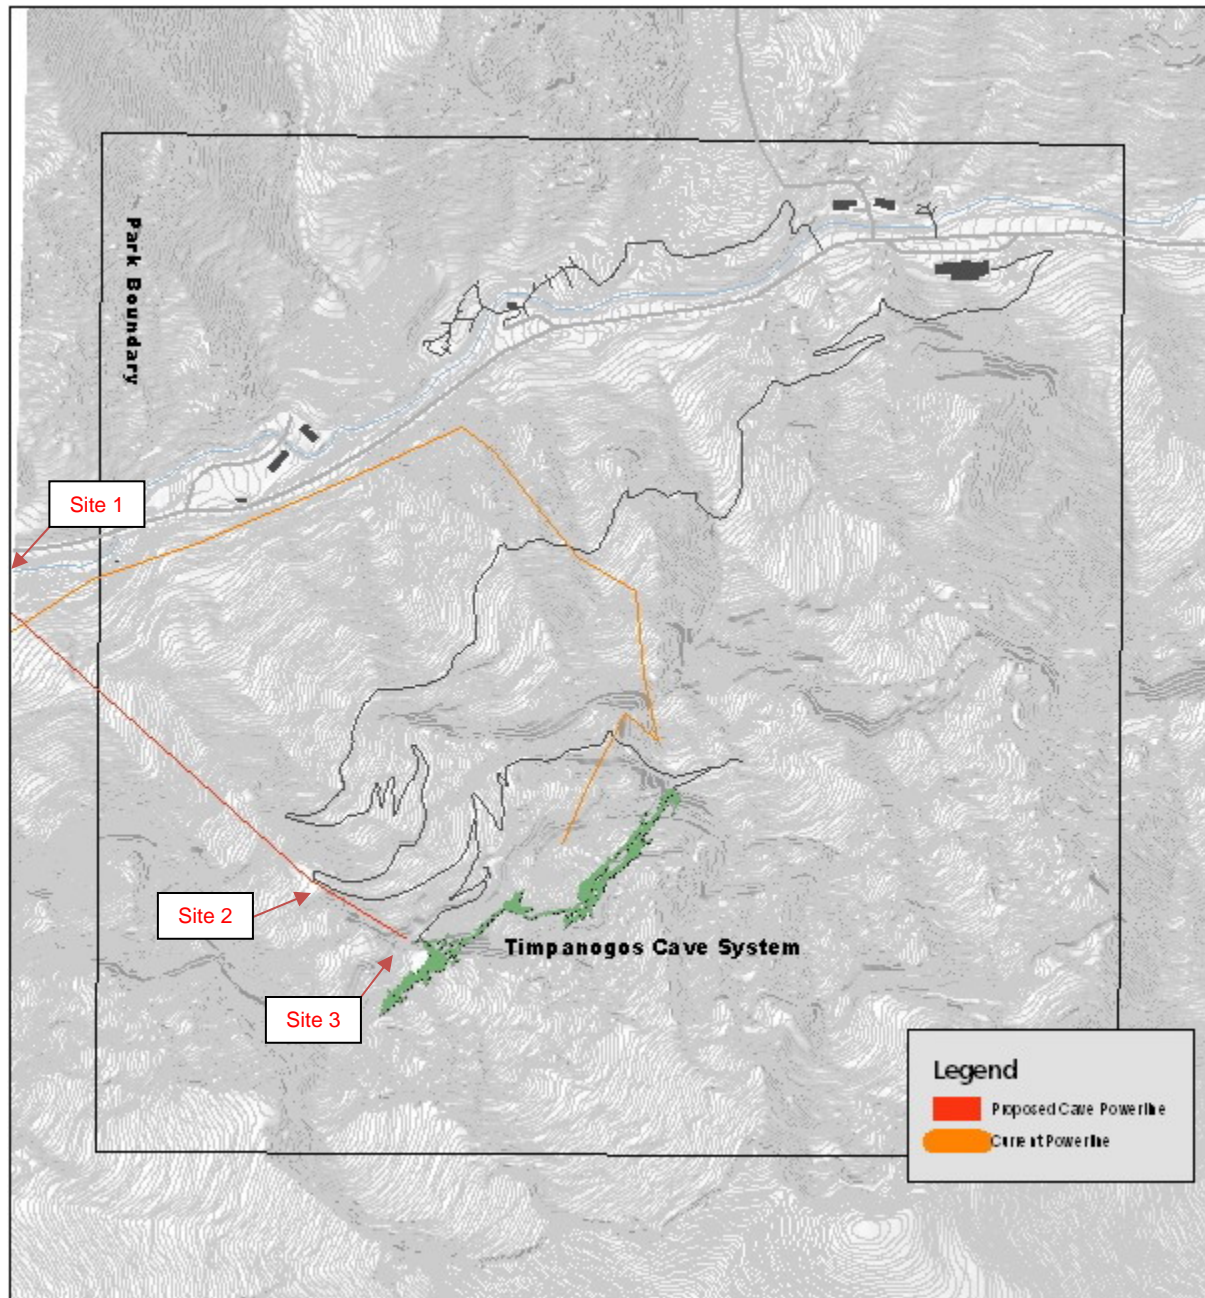 Park Boundary
Site 1
Site 2
Timpanogos Cave System
Site 3
Legend
Proposed Cave Powerline
Current Powerline